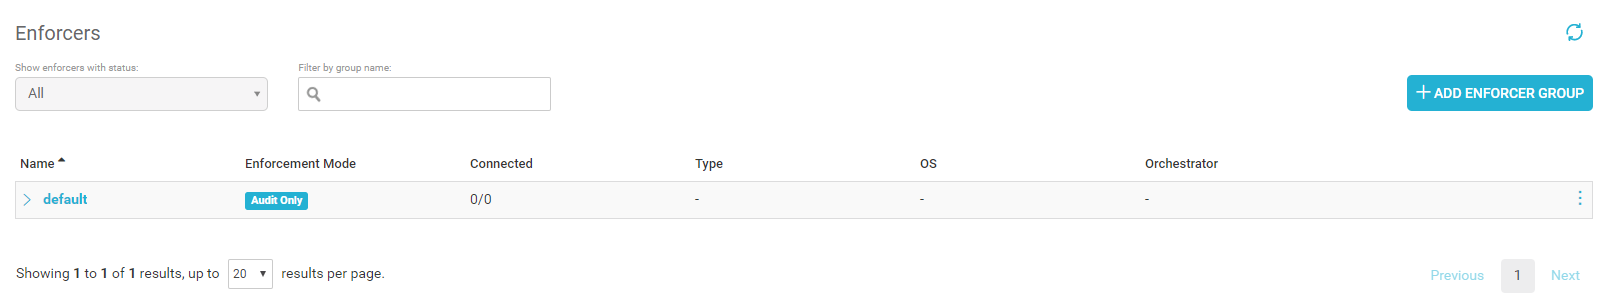 Enforcers
Show enforcers with status:
Filter by group name:
All
ADD ENFORCER GROUP
Name Enforcement Mode Connected Type OS Orchestrator
default Audit Only 0/0 - - -
Showing 1 to 1 of 1 results, up to 20 results per page.
Previous 1 Next